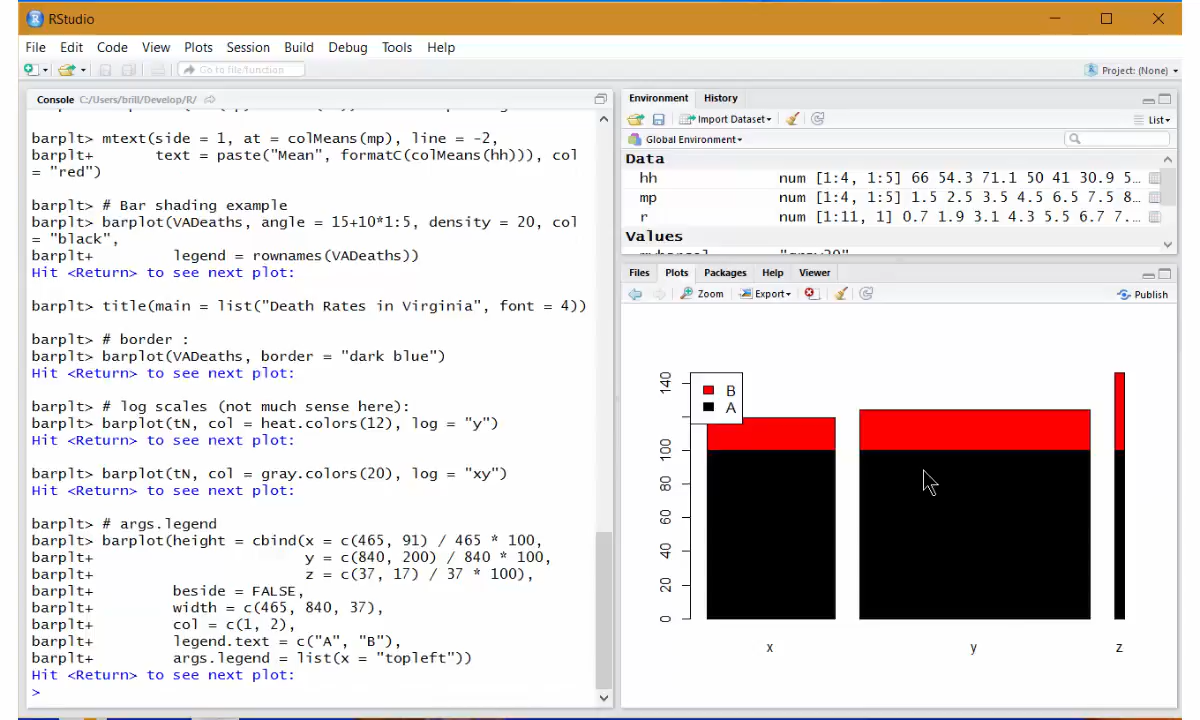 RStudio
File Edit Code View Plots Session Build Debug Tools Help
Go to file/function Project: (None)
Console C:/Users/brill/Develop/R/
barplt> mtext(side = 1, at = colMeans(mp), line = -2,
barplt+ text = paste("Mean", formatC(colMeans(hh))), col
= "red")
barplt> # Bar shading example
barplt> barplot(VADeaths, angle = 15+10*1:5, density = 20, col
= "black",
barplt+ legend = rownames(VADeaths))
Hit <Return> to see next plot:
barplt> title(main = list("Death Rates in Virginia", font = 4))
barplt> # border :
barplt> barplot(VADeaths, border = "dark blue")
Hit <Return> to see next plot:
barplt> # log scales (not much sense here):
barplt> barplot(tN, col = heat.colors(12), log = "y")
Hit <Return> to see next plot:
barplt> barplot(tN, col = gray.colors(20), log = "xy")
Hit <Return> to see next plot:
barplt> # args.legend
barplt> barplot(height = cbind(x = c(465, 91) / 465 * 100,
barplt+ y = c(840, 200) / 840 * 100,
barplt+ z = c(37, 17) / 37 * 100),
barplt+ beside = FALSE,
barplt+ width = c(465, 840, 37),
barplt+ col = c(1, 2),
barplt+ legend.text = c("A", "B"),
barplt+ args.legend = list(x = "topleft"))
Hit <Return> to see next plot:
>
Environment History
Import Dataset List
Global Environment
Data
hh num [1:4, 1:5] 66 54.3 71.1 50 41 30.9 5...
mp num [1:4, 1:5] 1.5 2.5 3.5 4.5 6.5 7.5 8...
r num [1:11, 1] 0.7 1.9 3.1 4.3 5.5 6.7 7....
Values
Files Plots Packages Help Viewer
Zoom Export Publish
140
100
80
60
40
20
0
B
A
x y z